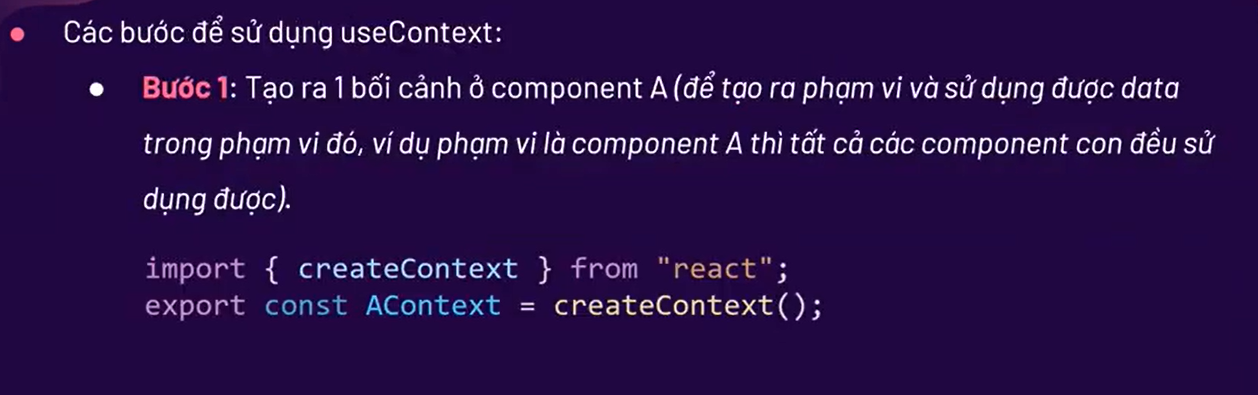 Các bước để sử dụng useContext:
Bước 1: Tạo ra 1 bối cảnh ở component A (để tạo ra phạm vi và sử dụng được data
trong phạm vi đó, ví dụ phạm vi là component A thì tất cả các component con đều sử
dụng được).
import { createContext } from "react";
export const AContext = createContext();